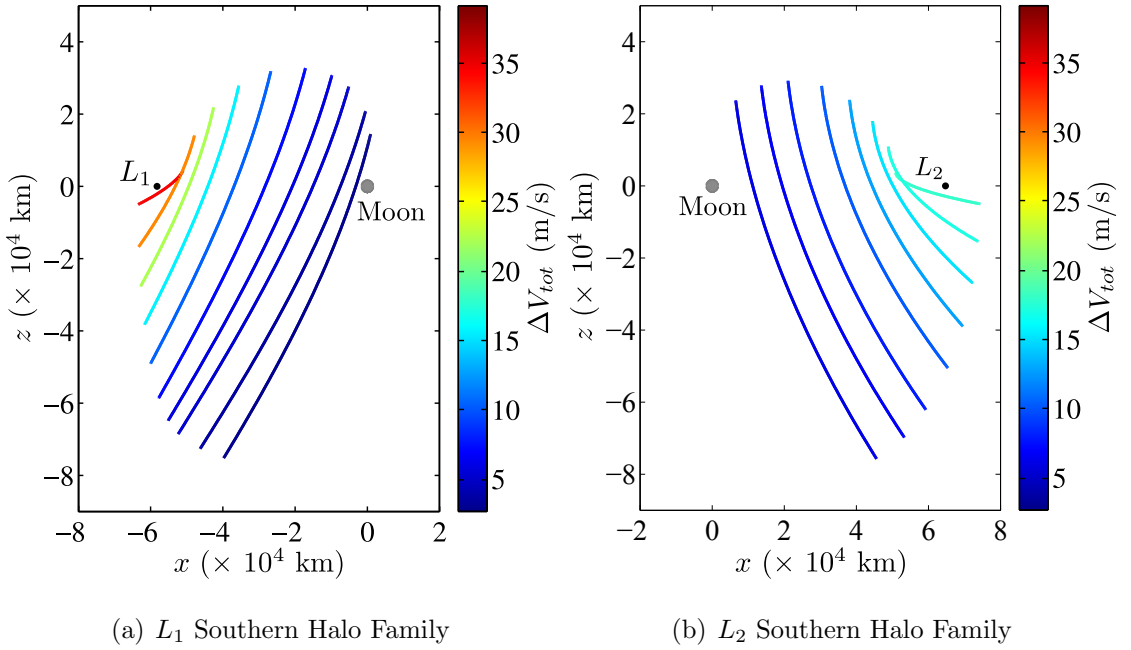 4
2
0
−2
−4
−6
−8
z (× 10⁴ km)
−8 −6 −4 −2 0 2
x (× 10⁴ km)
L₁
Moon
35
30
25
20
15
10
5
ΔV_tot (m/s)
(a) L₁ Southern Halo Family
4
2
0
−2
−4
−6
−8
z (× 10⁴ km)
−2 0 2 4 6 8
x (× 10⁴ km)
Moon
L₂
35
30
25
20
15
10
5
ΔV_tot (m/s)
(b) L₂ Southern Halo Family